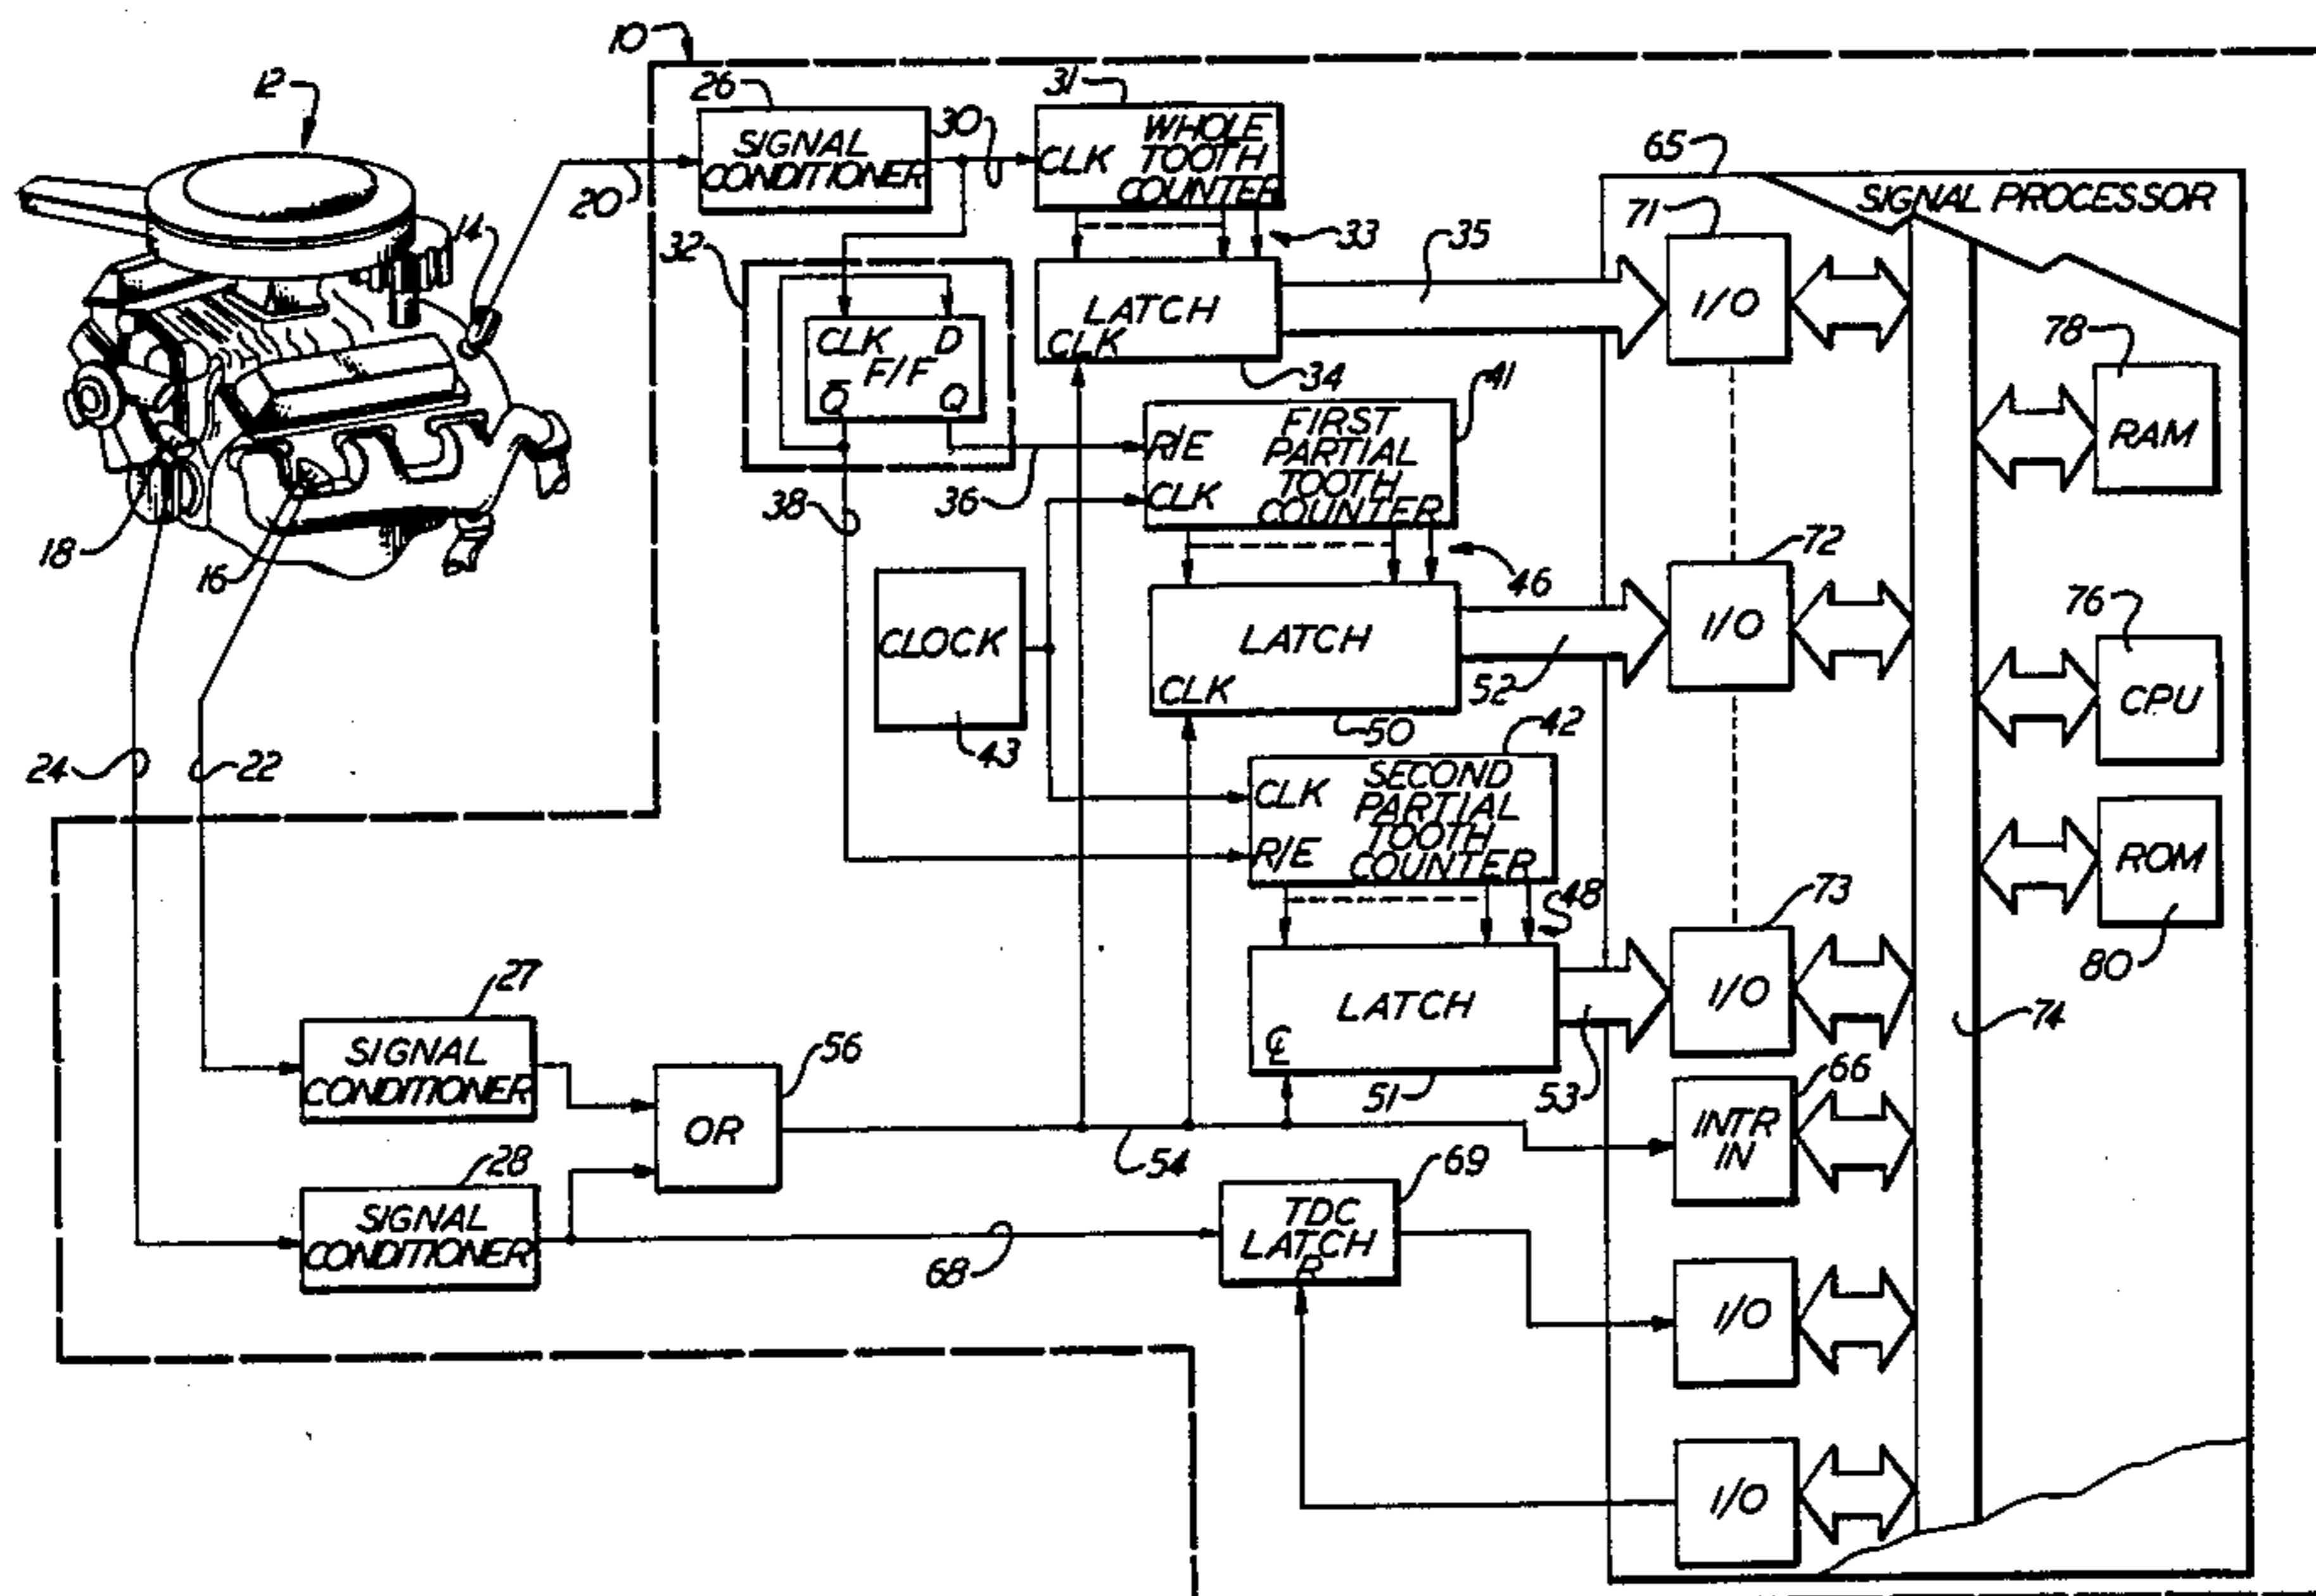 10
12
26
SIGNAL
CONDITIONER
30
31
WHOLE
CLK TOOTH
COUNTER
65
SIGNAL PROCESSOR
20
14
32
33
35
71
I/O
CLK D
F/F
Q̅ Q
LATCH
CLK
34
78
RAM
41
FIRST
R/E PARTIAL
TOOTH
CLK
COUNTER
38
36
18
16
46
72
I/O
CLOCK
43
LATCH
CLK
50
52
76
CPU
24
22
42
SECOND
CLK PARTIAL
TOOTH
R/E COUNTER
48
ROM
80
73
I/O
LATCH
51
53
74
27
SIGNAL
CONDITIONER
56
OR
54
66
INTR
IN
28
SIGNAL
CONDITIONER
68
69
TDC
LATCH
R
I/O
I/O